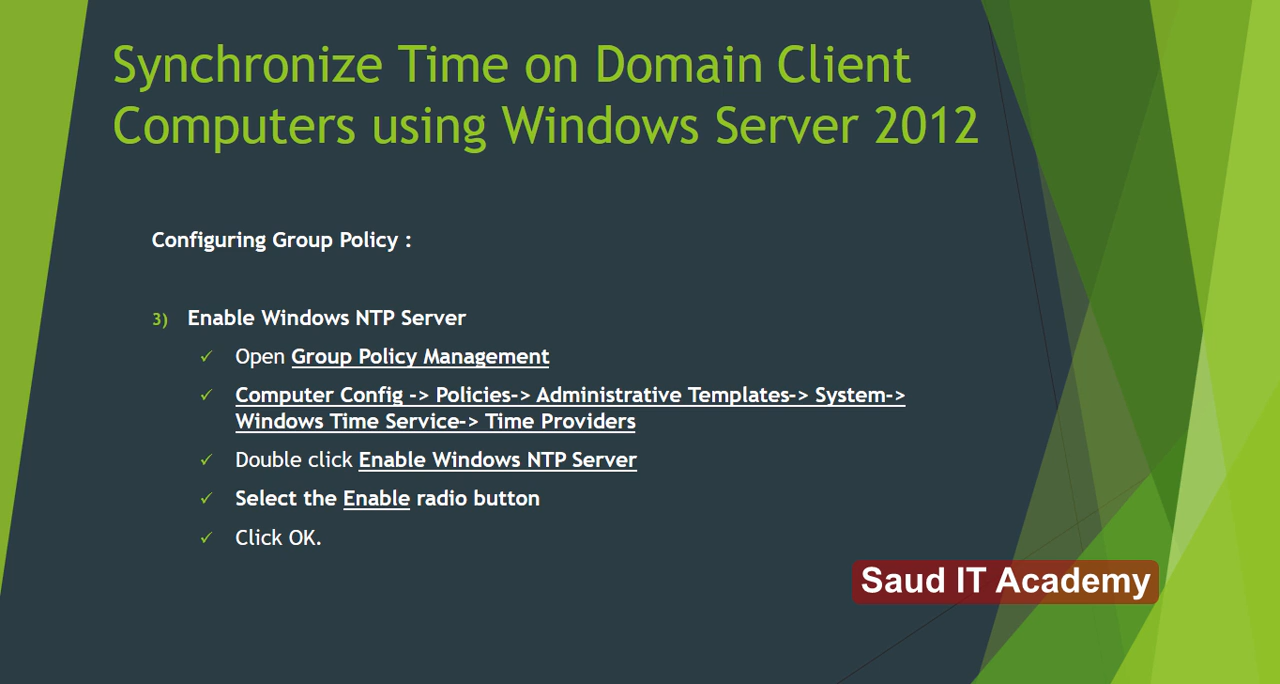 Synchronize Time on Domain Client
Computers using Windows Server 2012
Configuring Group Policy :
3) Enable Windows NTP Server
✓ Open Group Policy Management
✓ Computer Config -> Policies-> Administrative Templates-> System->
Windows Time Service-> Time Providers
✓ Double click Enable Windows NTP Server
✓ Select the Enable radio button
✓ Click OK.
Saud IT Academy